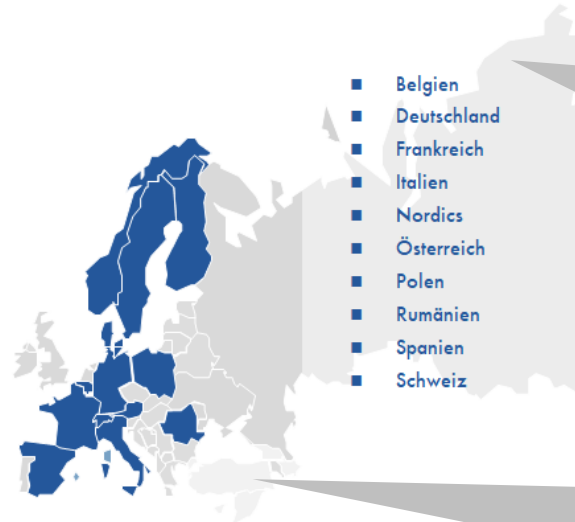 Belgien
Deutschland
Frankreich
Italien
Nordics
Österreich
Polen
Rumänien
Spanien
Schweiz